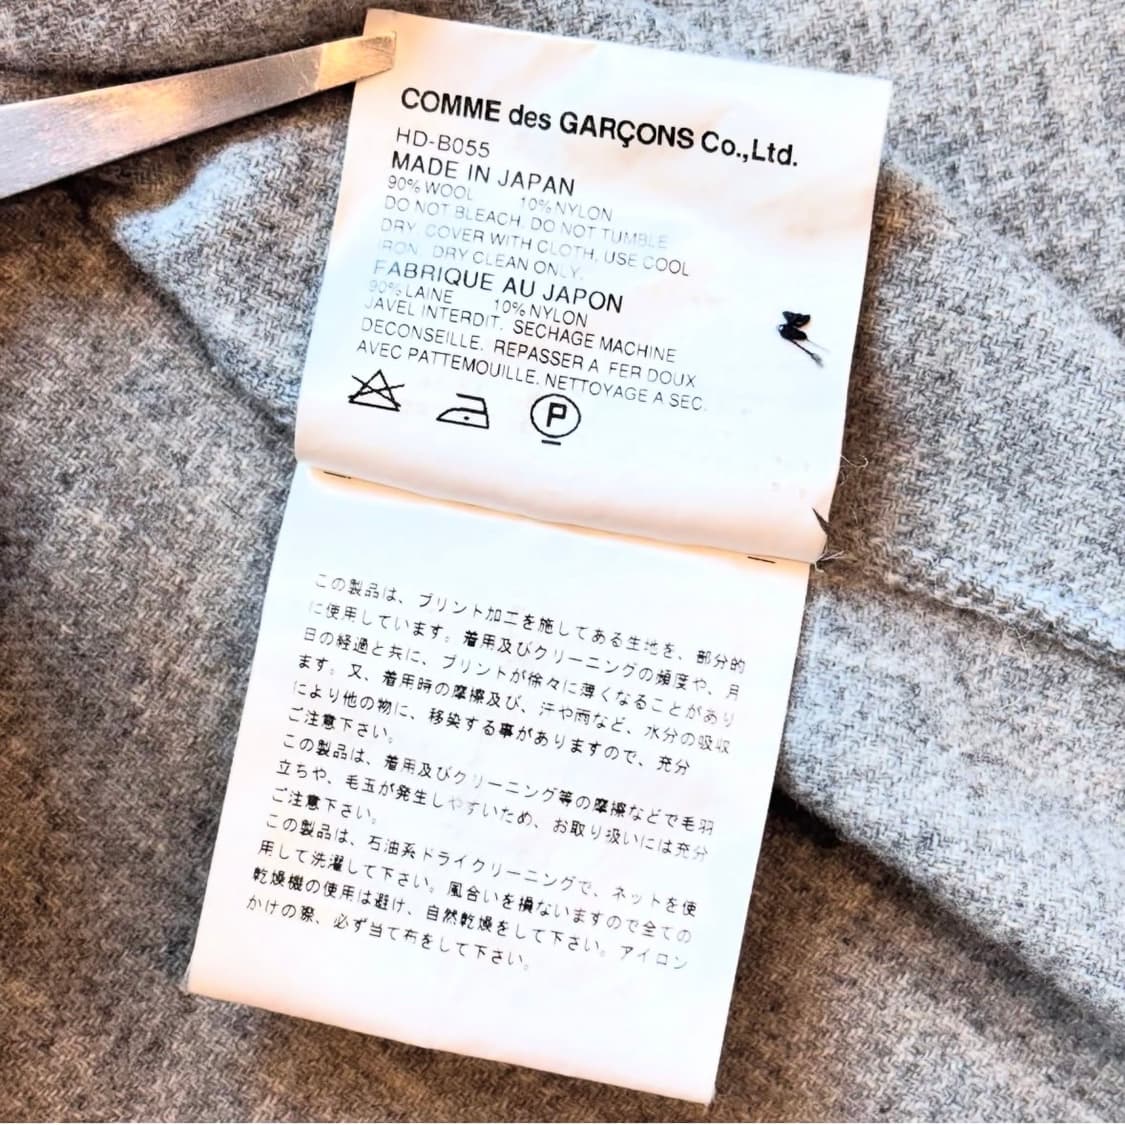 COMME des GARÇONS Co.,Ltd.
HD-B055
MADE IN JAPAN
90%WOOL 10%NYLON
DO NOT BLEACH. DO NOT TUMBLE
DRY. COVER WITH CLOTH, USE COOL
IRON. DRY CLEAN ONLY.
FABRIQUE AU JAPON
90%LAINE 10%NYLON
JAVEL INTERDIT. SECHAGE MACHINE
DECONSEILLE. REPASSER A FER DOUX
AVEC PATTEMOUILLE. NETTOYAGE A SEC.
P
この製品は、プリント加工を施してある生地を、部分的
に使用しています。着用及びクリーニングの頻度や、月
日の経過と共に、プリントが徐々に薄くなることがあり
ます。又、着用時の摩擦及び、汗や雨など、水分の吸収
により他の物に、移染する事がありますので、充分
ご注意下さい。
この製品は、着用及びクリーニング等の摩擦などで毛羽
立ちや、毛玉が発生しやすいため、お取り扱いには充分
ご注意下さい。
この製品は、石油系ドライクリーニングで、ネットを使
用して洗濯して下さい。風合いを損ないますので全ての
乾燥機の使用は避け、自然乾燥をして下さい。アイロン
かけの際、必ず当て布をして下さい。